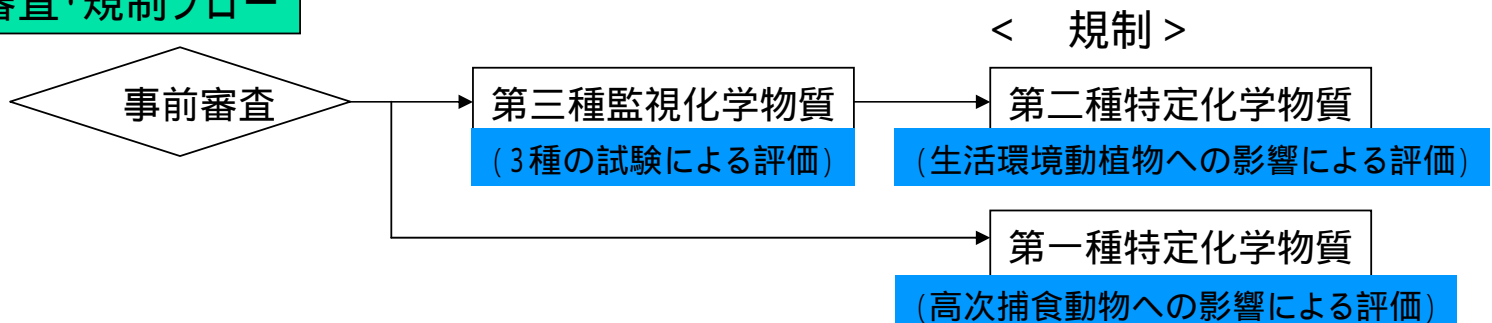 審査・規制フロー
< 規制>
事前審査
第三種監視化学物質
第二種特定化学物質
(3種の試験による評価)
(生活環境動植物への影響による評価)
第一種特定化学物質
(高次捕食動物への影響による評価)